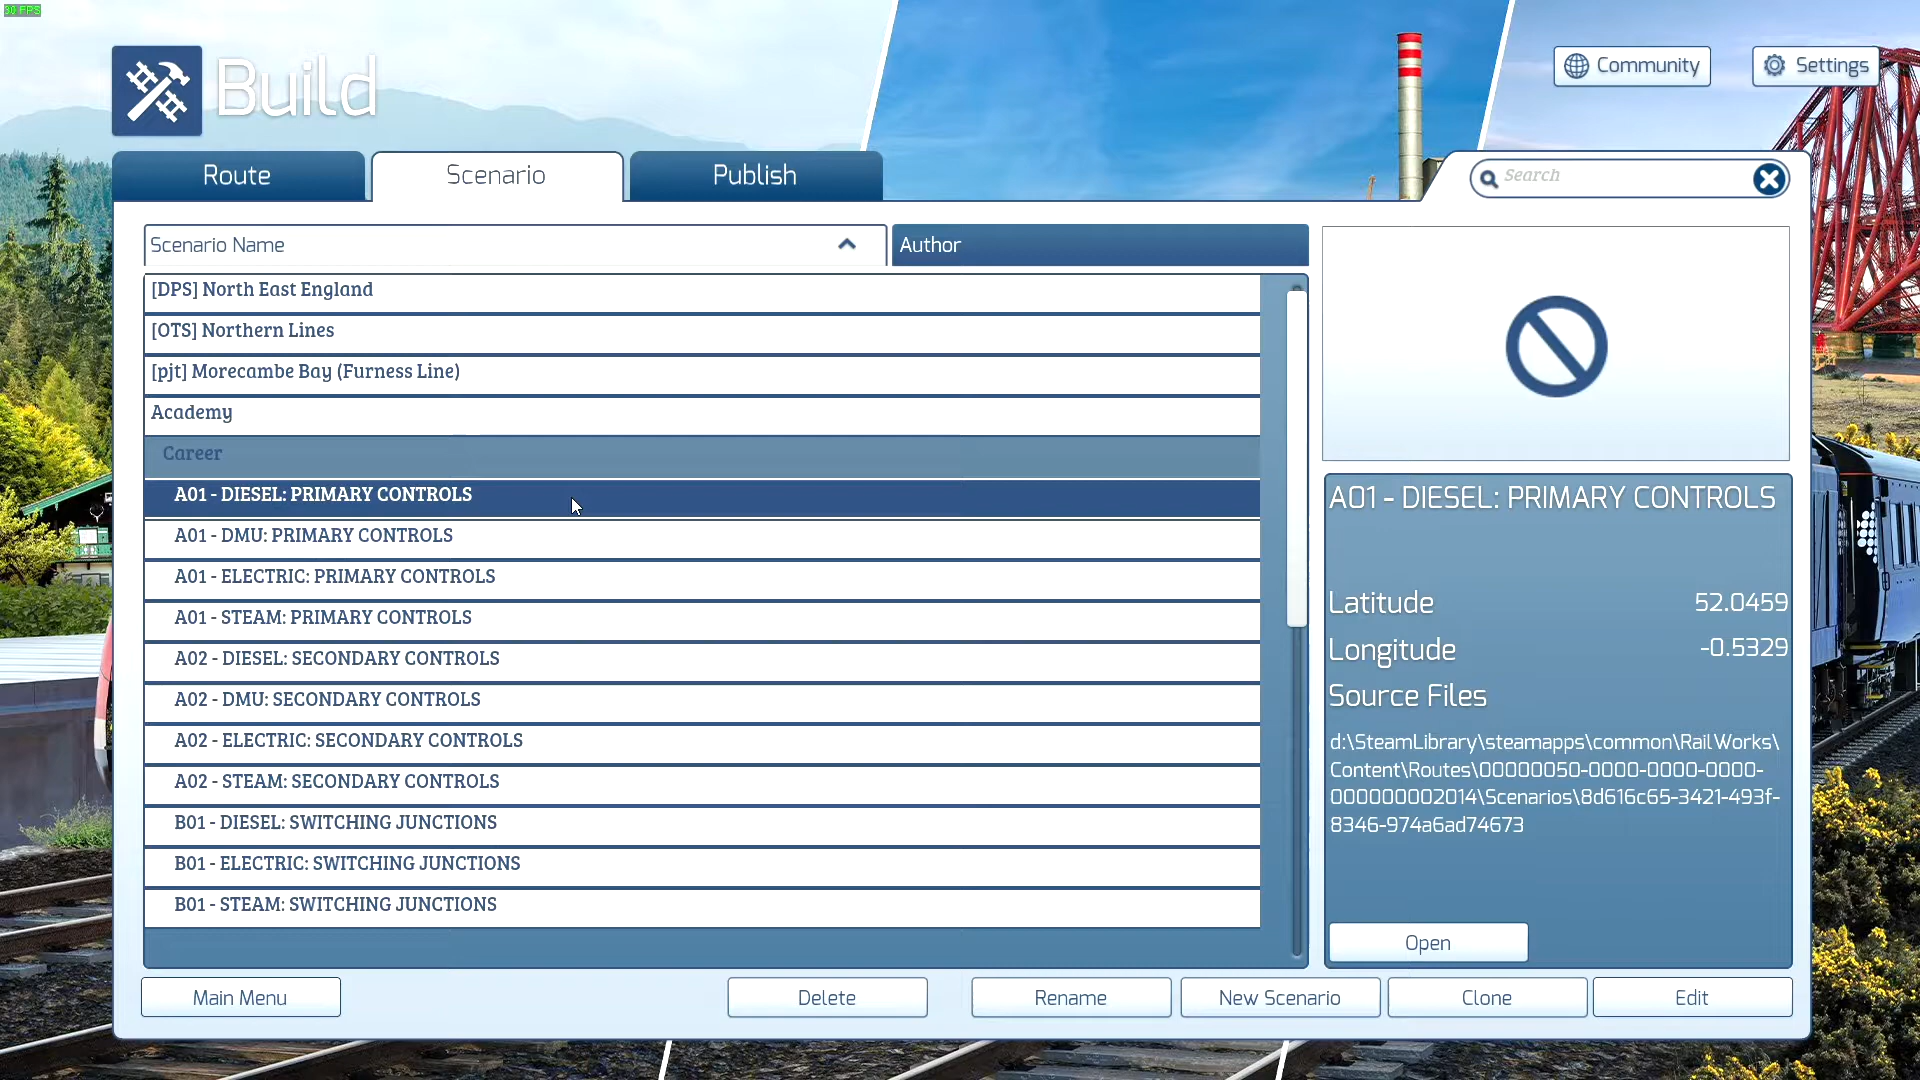 30 FPS
Build
Community
Settings
Route
Scenario
Publish
Search
Scenario Name
Author
[DPS] North East England
[OTS] Northern Lines
[pjt] Morecambe Bay (Furness Line)
Academy
Career
A01 - DIESEL: PRIMARY CONTROLS
A01 - DMU: PRIMARY CONTROLS
A01 - ELECTRIC: PRIMARY CONTROLS
A01 - STEAM: PRIMARY CONTROLS
A02 - DIESEL: SECONDARY CONTROLS
A02 - DMU: SECONDARY CONTROLS
A02 - ELECTRIC: SECONDARY CONTROLS
A02 - STEAM: SECONDARY CONTROLS
B01 - DIESEL: SWITCHING JUNCTIONS
B01 - ELECTRIC: SWITCHING JUNCTIONS
B01 - STEAM: SWITCHING JUNCTIONS
A01 - DIESEL: PRIMARY CONTROLS
Latitude 52.0459
Longitude -0.5329
Source Files
d:\SteamLibrary\steamapps\common\RailWorks\
Content\Routes\00000050-0000-0000-0000-
000000002014\Scenarios\8d616c65-3421-493f-
8346-974a6ad74673
Open
Main Menu
Delete
Rename
New Scenario
Clone
Edit